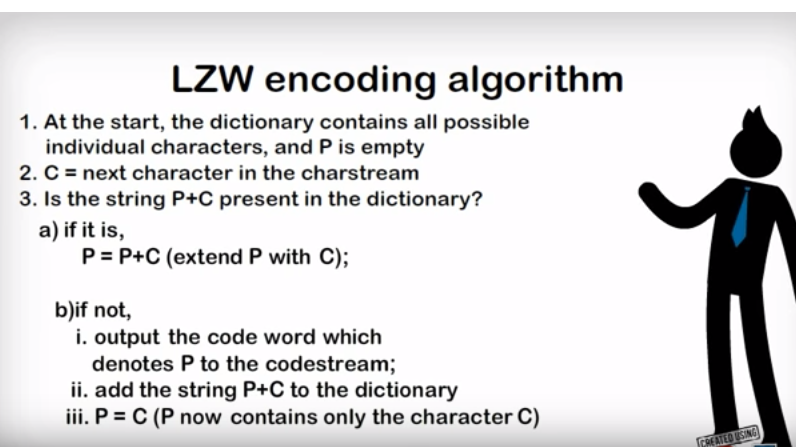 LZW encoding algorithm
1. At the start, the dictionary contains all possible
individual characters, and P is empty
2. C = next character in the charstream
3. Is the string P+C present in the dictionary?
a) if it is,
P = P+C (extend P with C);
b)if not,
i. output the code word which
denotes P to the codestream;
ii. add the string P+C to the dictionary
iii. P = C (P now contains only the character C)
CREATED USING